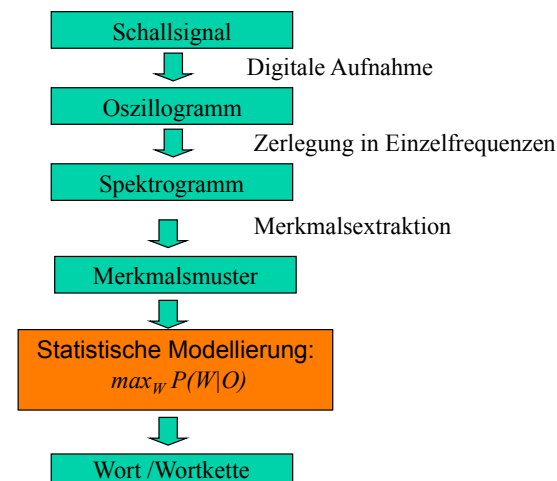 Schallsignal
Digitale Aufnahme
Oszillogramm
Zerlegung in Einzelfrequenzen
Spektrogramm
Merkmalsextraktion
Merkmalsmuster
Statistische Modellierung:
max_W P(W|O)
Wort /Wortkette